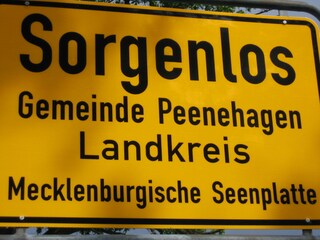 Sorgenlos
Gemeinde Peenehagen
Landkreis
Mecklenburgische Seenplatte